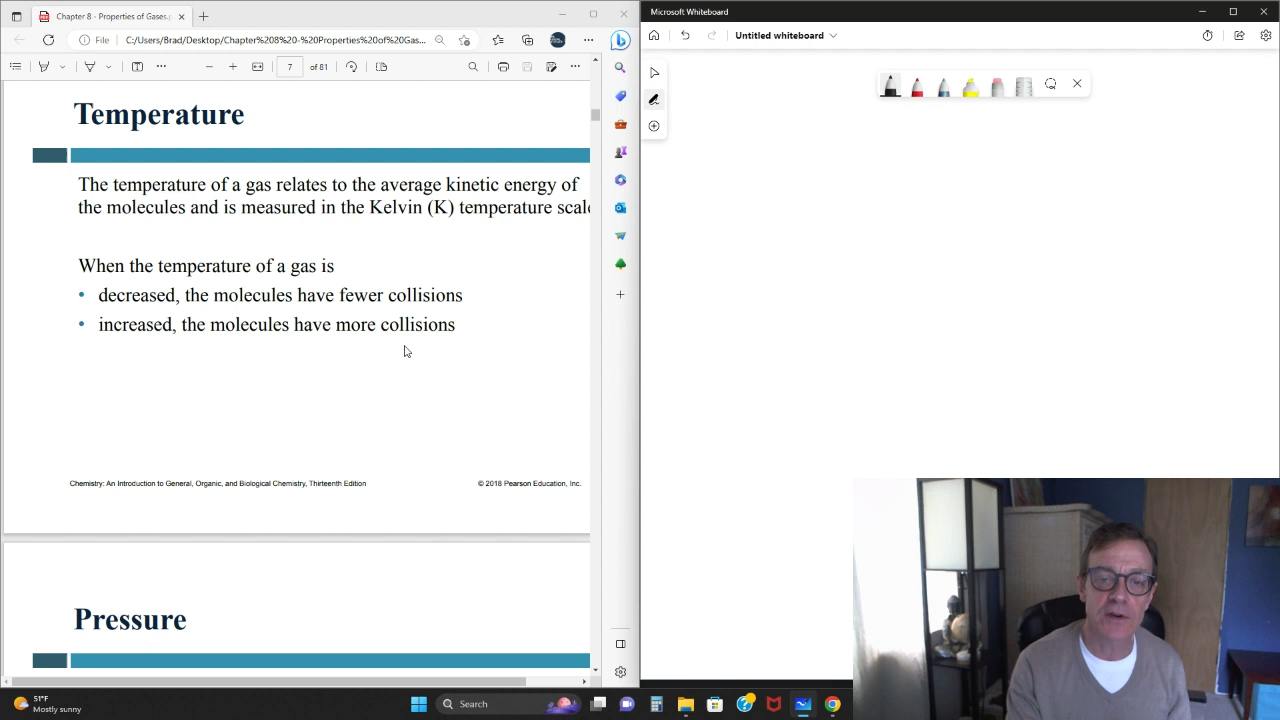 Chapter 8 - Properties of Gases.p
Microsoft Whiteboard
File
C:/Users/Brad/Desktop/Chapter%208%20-%20Properties%20of%20Gas...
Untitled whiteboard
7 of 81
Temperature
The temperature of a gas relates to the average kinetic energy of
the molecules and is measured in the Kelvin (K) temperature scale
When the temperature of a gas is
• decreased, the molecules have fewer collisions
• increased, the molecules have more collisions
Chemistry: An Introduction to General, Organic, and Biological Chemistry, Thirteenth Edition
© 2018 Pearson Education, Inc.
Pressure
51°F
Mostly sunny
Search